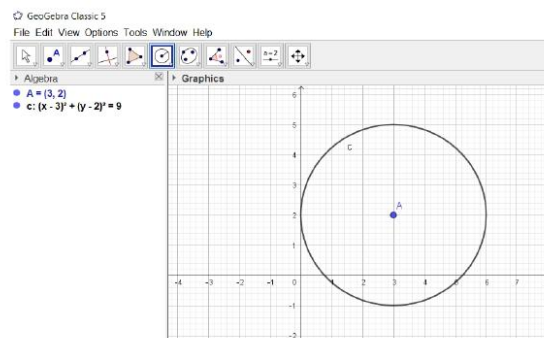 GeoGebra Classic 5
File Edit View Options Tools Window Help
A
a=2
Algebra
Graphics
A = (3, 2)
c: (x - 3)² + (y - 2)² = 9
6
5
4
c
3
A
2
1
-4 -3 -2 -1 0 1 2 3 4 5 6 7
-1
-2